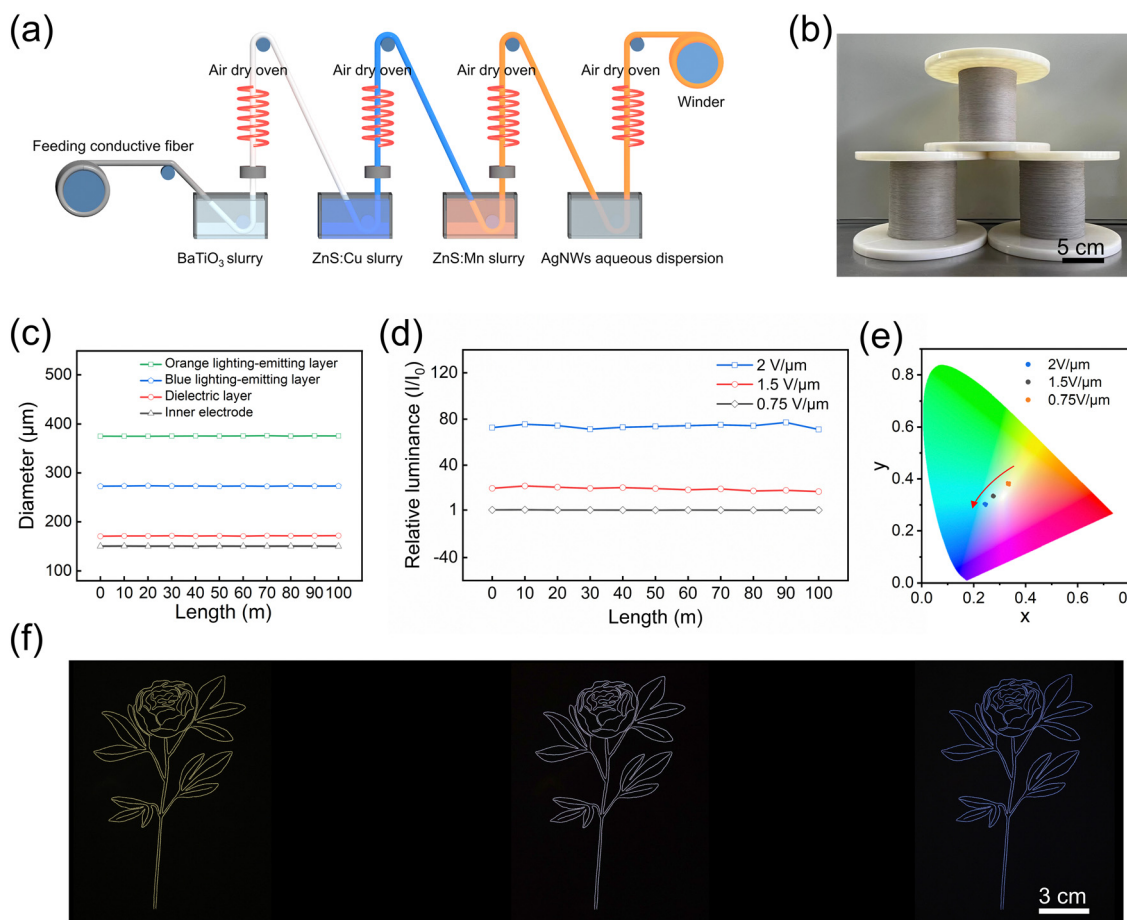 (a)
Air dry oven Air dry oven Air dry oven Air dry oven
Winder
Feeding conductive fiber
BaTiO₃ slurry ZnS:Cu slurry ZnS:Mn slurry AgNWs aqueous dispersion
(b)
5 cm
(c)
500
400
300
200
100
Diameter (μm)
Orange lighting-emitting layer
Blue lighting-emitting layer
Dielectric layer
Inner electrode
0 10 20 30 40 50 60 70 80 90 100
Length (m)
(d)
120
80
40
1
-40
Relative luminance (I/I₀)
2 V/μm
1.5 V/μm
0.75 V/μm
0 10 20 30 40 50 60 70 80 90 100
Length (m)
(e)
2V/μm
1.5V/μm
0.75V/μm
0.8
0.6
0.4
0.2
0.0
y
0.0 0.2 0.4 0.6
x
(f)
3 cm